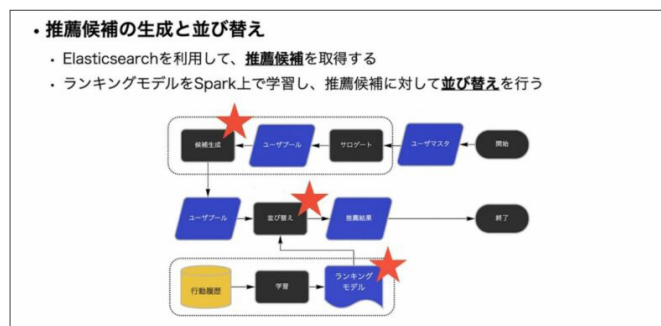 • 推薦候補の生成と並び替え
• Elasticsearchを利用して、推薦候補を取得する
• ランキングモデルをSpark上で学習し、推薦候補に対して並び替えを行う
候補生成
ユーザプール
サロゲート
ユーザマスタ
開始
ユーザプール
並び替え
推薦結果
終了
行動履歴
学習
ランキング
モデル